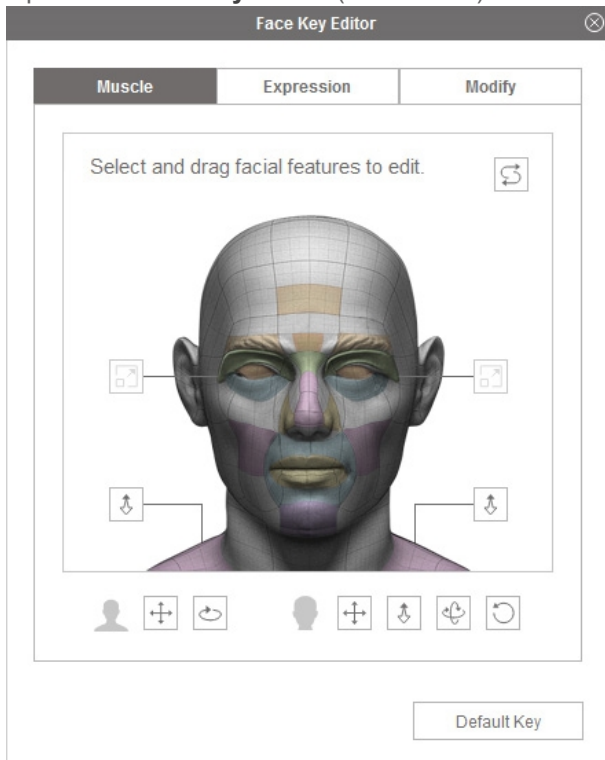 Face Key Editor
Muscle
Expression
Modify
Select and drag facial features to edit.
Default Key